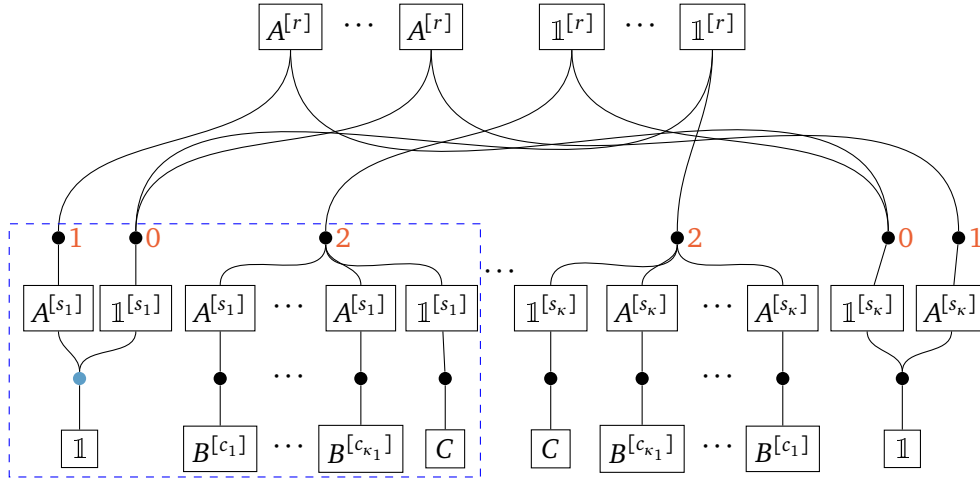 A^{[r]} ⋯ A^{[r]} 𝟙^{[r]} ⋯ 𝟙^{[r]}
1 0 2 2 0 1
⋯
A^{[s_1]} 𝟙^{[s_1]} A^{[s_1]} ⋯ A^{[s_1]} 𝟙^{[s_1]} 𝟙^{[s_κ]} A^{[s_κ]} ⋯ A^{[s_κ]} 𝟙^{[s_κ]} A^{[s_κ]}
⋯ ⋯
𝟙 B^{[c_1]} ⋯ B^{[c_{κ_1}]} C C B^{[c_{κ_1}]} ⋯ B^{[c_1]} 𝟙